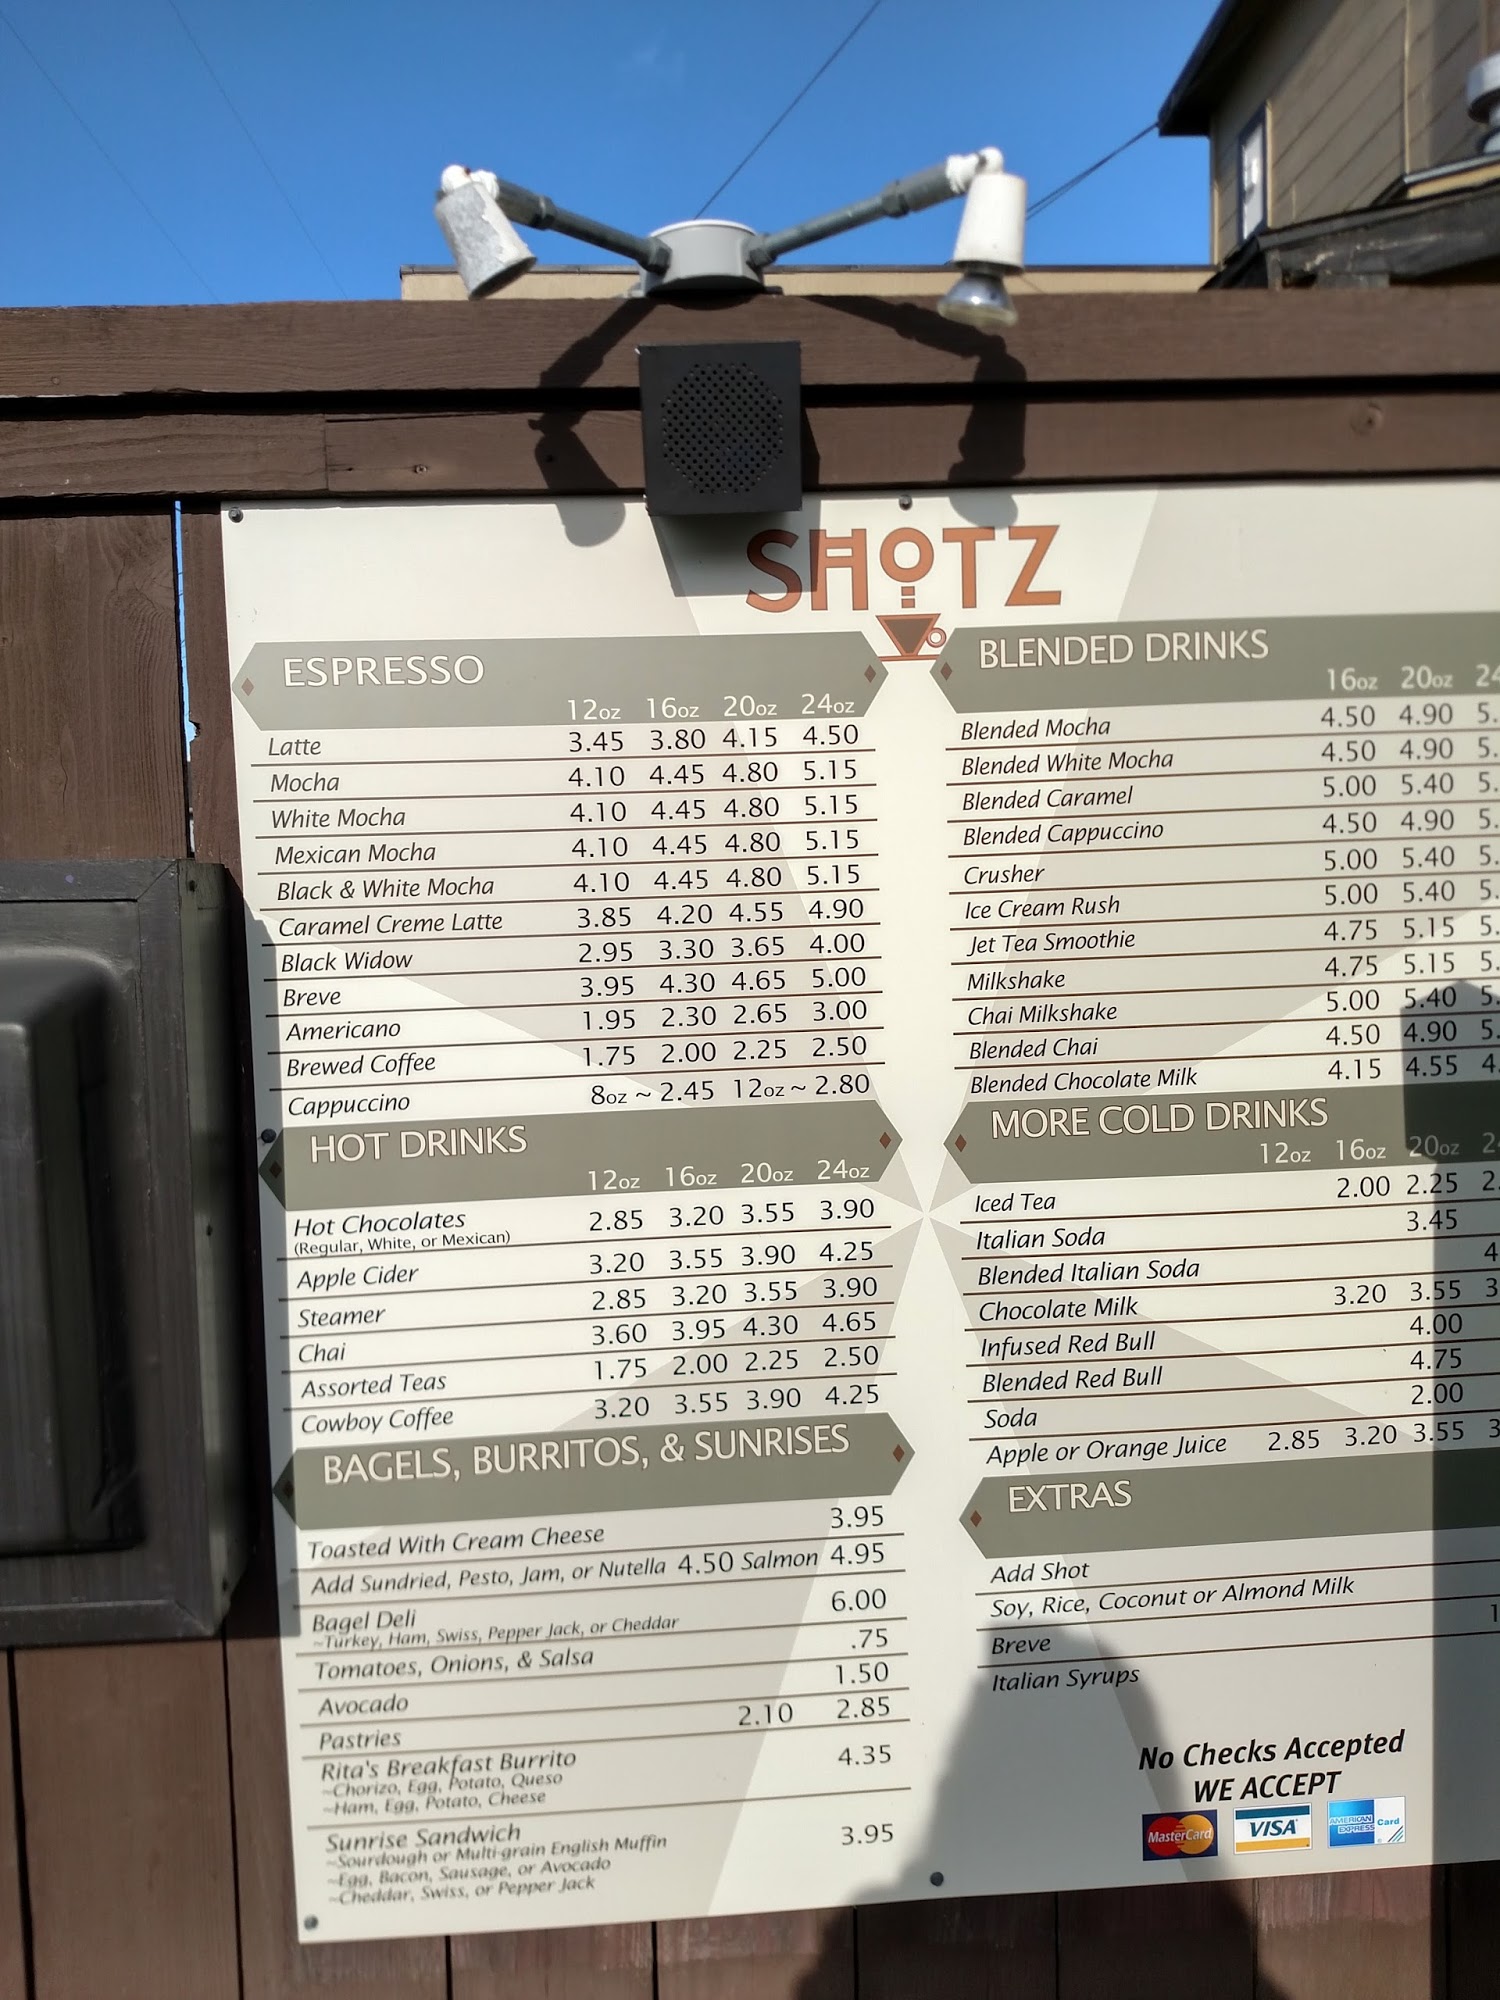 SHOTZ
ESPRESSO
12oz 16oz 20oz 24oz
Latte 3.45 3.80 4.15 4.50
Mocha 4.10 4.45 4.80 5.15
White Mocha 4.10 4.45 4.80 5.15
Mexican Mocha 4.10 4.45 4.80 5.15
Black & White Mocha 4.10 4.45 4.80 5.15
Caramel Creme Latte 3.85 4.20 4.55 4.90
Black Widow 2.95 3.30 3.65 4.00
Breve 3.95 4.30 4.65 5.00
Americano 1.95 2.30 2.65 3.00
Brewed Coffee 1.75 2.00 2.25 2.50
Cappuccino 8oz ~ 2.45 12oz ~ 2.80
HOT DRINKS
12oz 16oz 20oz 24oz
Hot Chocolates 2.85 3.20 3.55 3.90
(Regular, White, or Mexican)
Apple Cider 3.20 3.55 3.90 4.25
Steamer 2.85 3.20 3.55 3.90
Chai 3.60 3.95 4.30 4.65
Assorted Teas 1.75 2.00 2.25 2.50
Cowboy Coffee 3.20 3.55 3.90 4.25
BAGELS, BURRITOS, & SUNRISES
Toasted With Cream Cheese 3.95
Add Sundried, Pesto, Jam, or Nutella 4.50 Salmon 4.95
Bagel Deli 6.00
~Turkey, Ham, Swiss, Pepper Jack, or Cheddar
Tomatoes, Onions, & Salsa .75
Avocado 1.50
Pastries 2.10 2.85
Rita's Breakfast Burrito 4.35
~Chorizo, Egg, Potato, Queso
~Ham, Egg, Potato, Cheese
Sunrise Sandwich 3.95
~Sourdough or Multi-grain English Muffin
~Egg, Bacon, Sausage, or Avocado
~Cheddar, Swiss, or Pepper Jack
BLENDED DRINKS
16oz 20oz 24
Blended Mocha 4.50 4.90 5.
Blended White Mocha 4.50 4.90 5.
Blended Caramel 5.00 5.40 5.
Blended Cappuccino 4.50 4.90 5.
Crusher 5.00 5.40 5.
Ice Cream Rush 5.00 5.40 5.
Jet Tea Smoothie 4.75 5.15 5.
Milkshake 4.75 5.15 5.
Chai Milkshake 5.00 5.40 5.
Blended Chai 4.50 4.90 5.
Blended Chocolate Milk 4.15 4.55 4.
MORE COLD DRINKS
12oz 16oz 20oz 24
Iced Tea 2.00 2.25 2.
Italian Soda 3.45
Blended Italian Soda 4
Chocolate Milk 3.20 3.55 3
Infused Red Bull 4.00
Blended Red Bull 4.75
Soda 2.00
Apple or Orange Juice 2.85 3.20 3.55 3
EXTRAS
Add Shot
Soy, Rice, Coconut or Almond Milk
Breve 1
Italian Syrups
No Checks Accepted
WE ACCEPT
MasterCard VISA AMERICAN EXPRESS Card